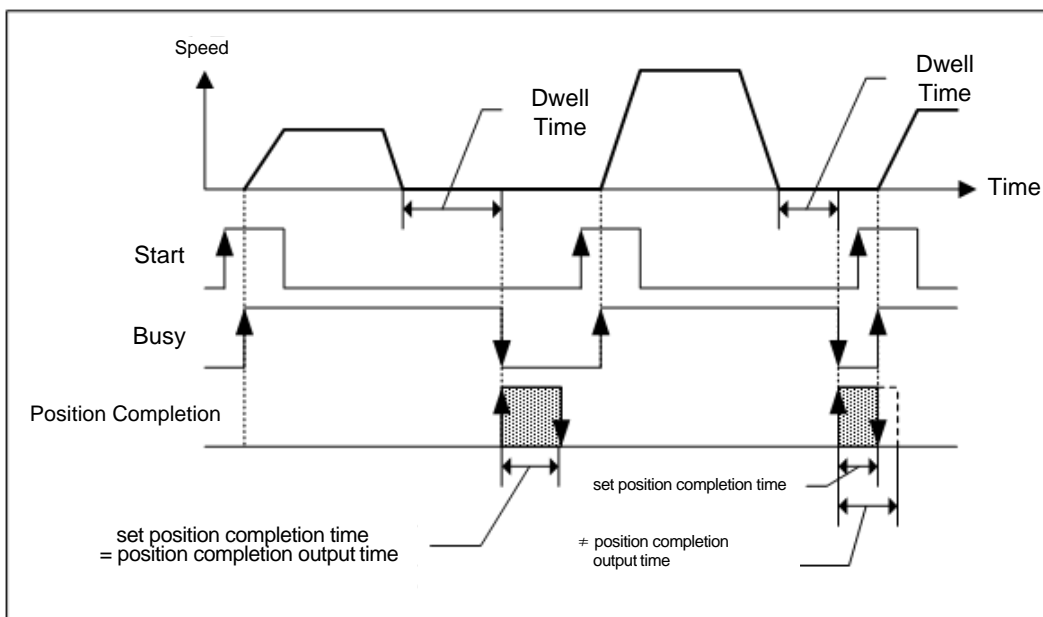 Speed
Dwell
Time
Dwell
Time
Time
Start
Busy
Position Completion
set position completion time
= position completion output time
set position completion time
≠ position completion
output time